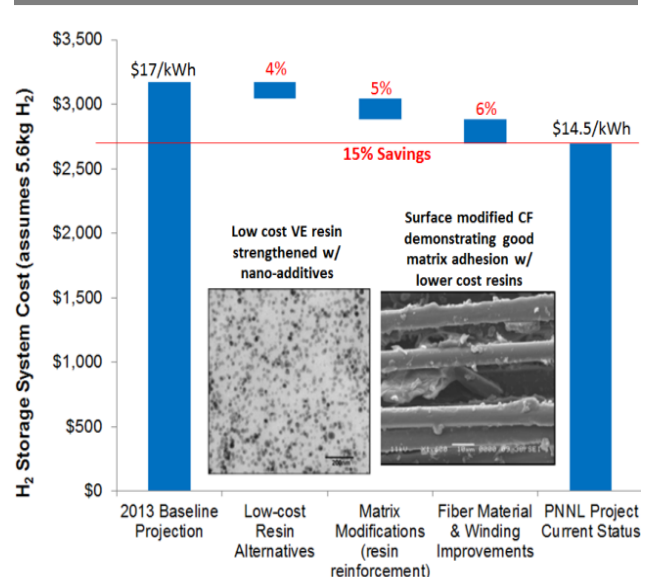 $3,500
$3,000
$2,500
$2,000
$1,500
$1,000
$500
$0
H₂ Storage System Cost (assumes 5.6kg H₂)
$17/kWh
4%
5%
6%
$14.5/kWh
15% Savings
Low cost VE resin
strengthened w/
nano-additives
Surface modified CF
demonstrating good
matrix adhesion w/
lower cost resins
2013 Baseline
Projection
Low-cost
Resin
Alternatives
Matrix
Modifications
(resin
reinforcement)
Fiber Material
& Winding
Improvements
PNNL Project
Current Status